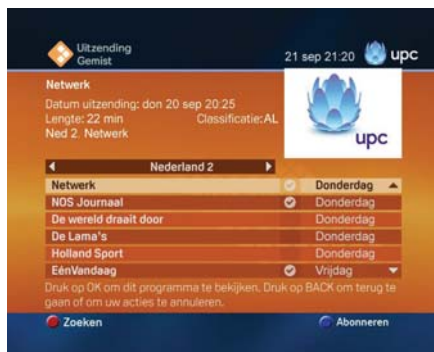 Uitzending
Gemist
21 sep 21:20
upc
Netwerk
Datum uitzending: don 20 sep 20:25
Lengte: 22 min Classificatie: AL
Ned 2. Netwerk
upc
Nederland 2
Netwerk Donderdag
NOS Journaal Donderdag
De wereld draait door Donderdag
De Lama's Donderdag
Holland Sport Donderdag
EénVandaag Vrijdag
Druk op OK om dit programma te bekijken. Druk op BACK om terug te
gaan of om uw acties te annuleren.
Zoeken Abonneren